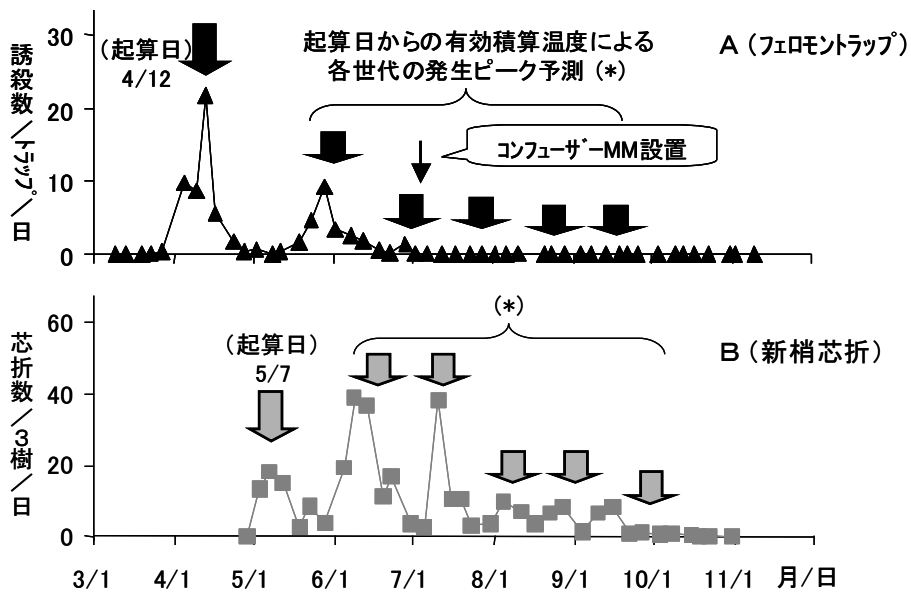 30
20
10
0
誘殺数/トラップ/日
(起算日)
4/12
起算日からの有効積算温度による
各世代の発生ピーク予測 (*)
A (フェロモントラップ)
コンフューザーMM設置
60
40
20
0
芯折数/3樹/日
(起算日)
5/7
(*)
B (新梢芯折)
3/1 4/1 5/1 6/1 7/1 8/1 9/1 10/1 11/1 月/日